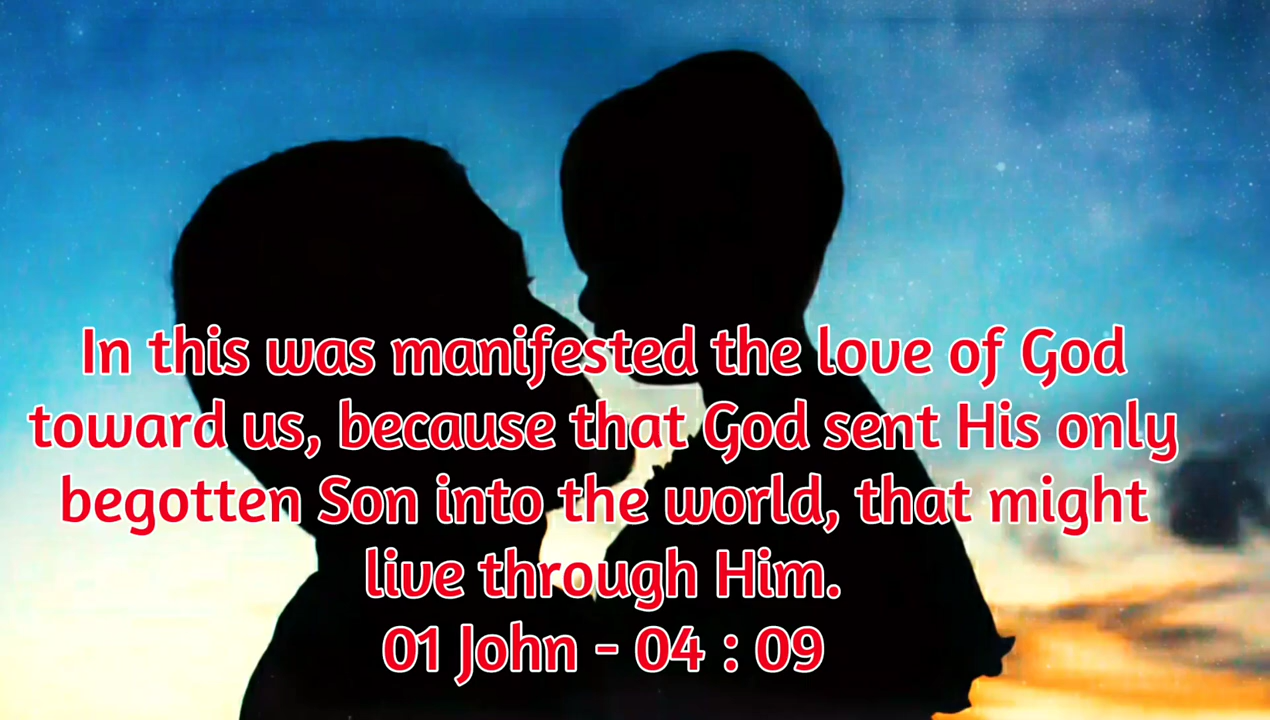 In this was manifested the love of God
toward us, because that God sent His only
begotten Son into the world, that might
live through Him.
01 John - 04 : 09